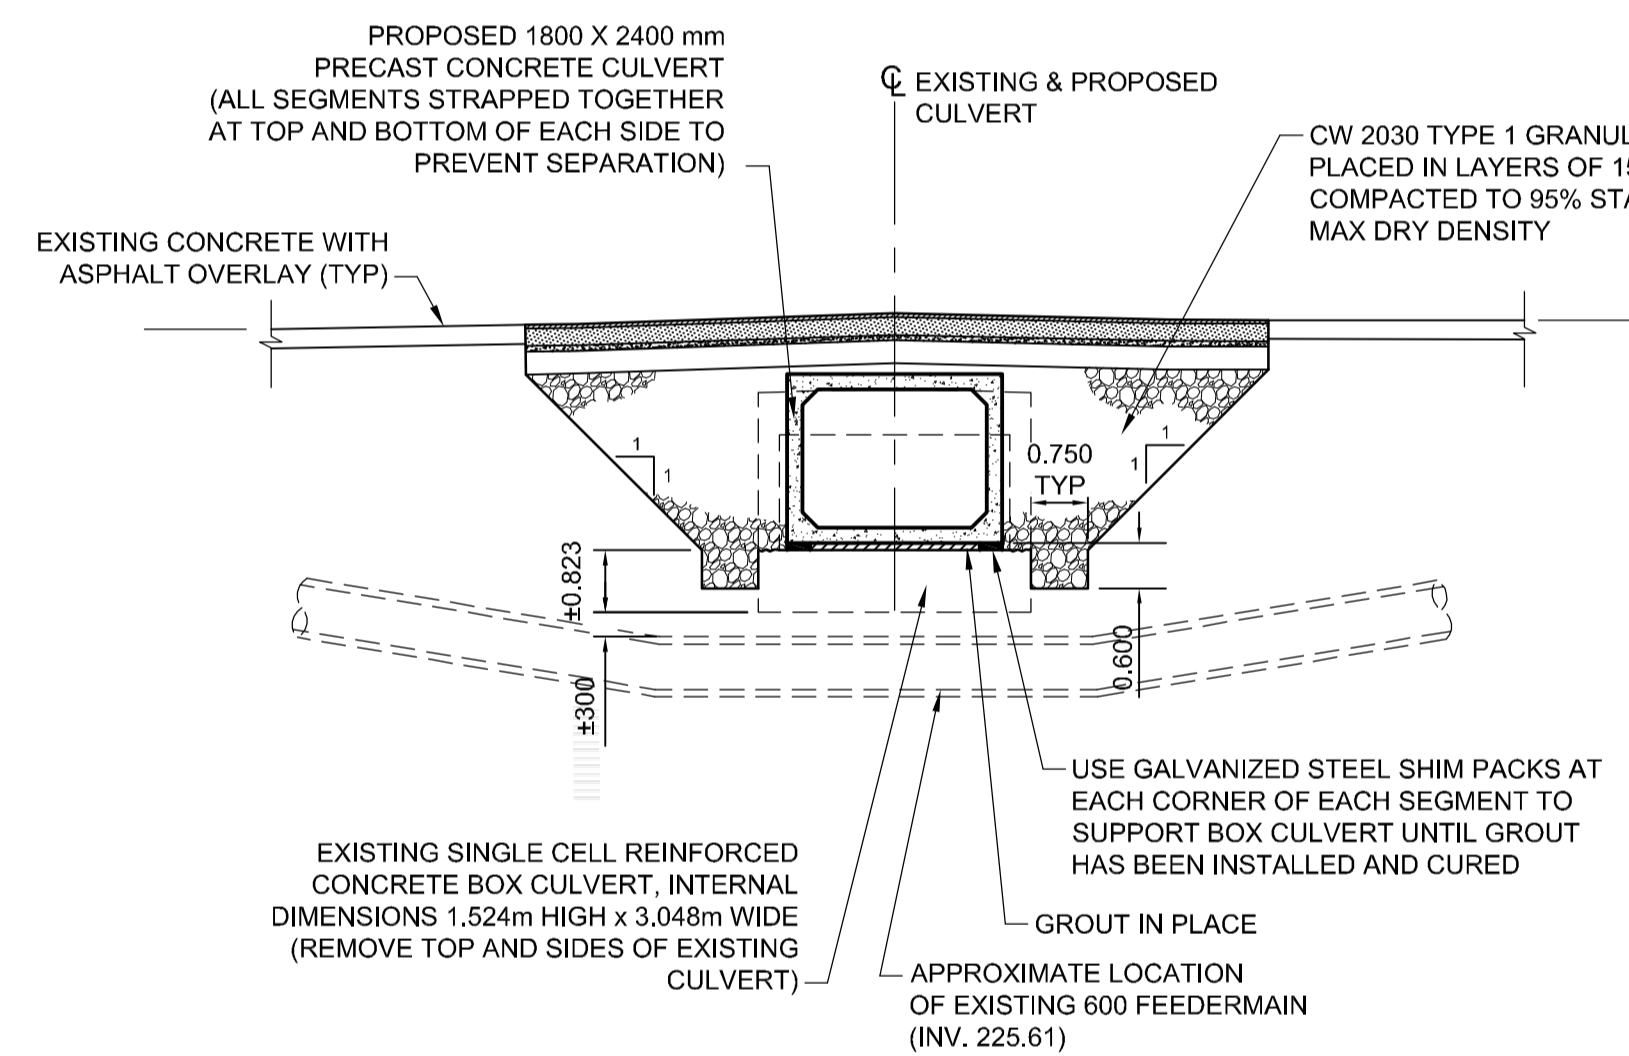 PROPOSED 1800 X 2400 mm
PRECAST CONCRETE CULVERT
(ALL SEGMENTS STRAPPED TOGETHER
AT TOP AND BOTTOM OF EACH SIDE TO
PREVENT SEPARATION)
℄ EXISTING & PROPOSED
CULVERT
CW 2030 TYPE 1
PLACED IN LAYERS OF
COMPACTED TO 95%
MAX DRY DENSITY
EXISTING CONCRETE WITH
ASPHALT OVERLAY (TYP)
1
1
0.750
TYP
1
1
±0.823
±300
0.600
USE GALVANIZED STEEL SHIM PACKS AT
EACH CORNER OF EACH SEGMENT TO
SUPPORT BOX CULVERT UNTIL GROUT
HAS BEEN INSTALLED AND CURED
EXISTING SINGLE CELL REINFORCED
CONCRETE BOX CULVERT, INTERNAL
DIMENSIONS 1.524m HIGH x 3.048m WIDE
(REMOVE TOP AND SIDES OF EXISTING
CULVERT)
GROUT IN PLACE
APPROXIMATE LOCATION
OF EXISTING 600 FEEDERMAIN
(INV. 225.61)